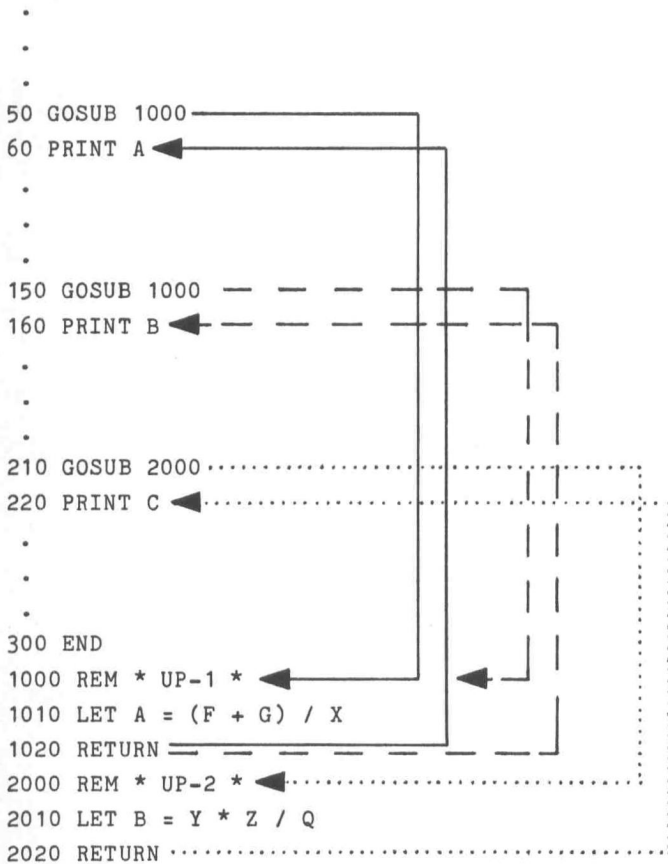 50 GOSUB 1000
60 PRINT A
150 GOSUB 1000
160 PRINT B
210 GOSUB 2000
220 PRINT C
300 END
1000 REM * UP-1 *
1010 LET A = (F + G) / X
1020 RETURN
2000 REM * UP-2 *
2010 LET B = Y * Z / Q
2020 RETURN